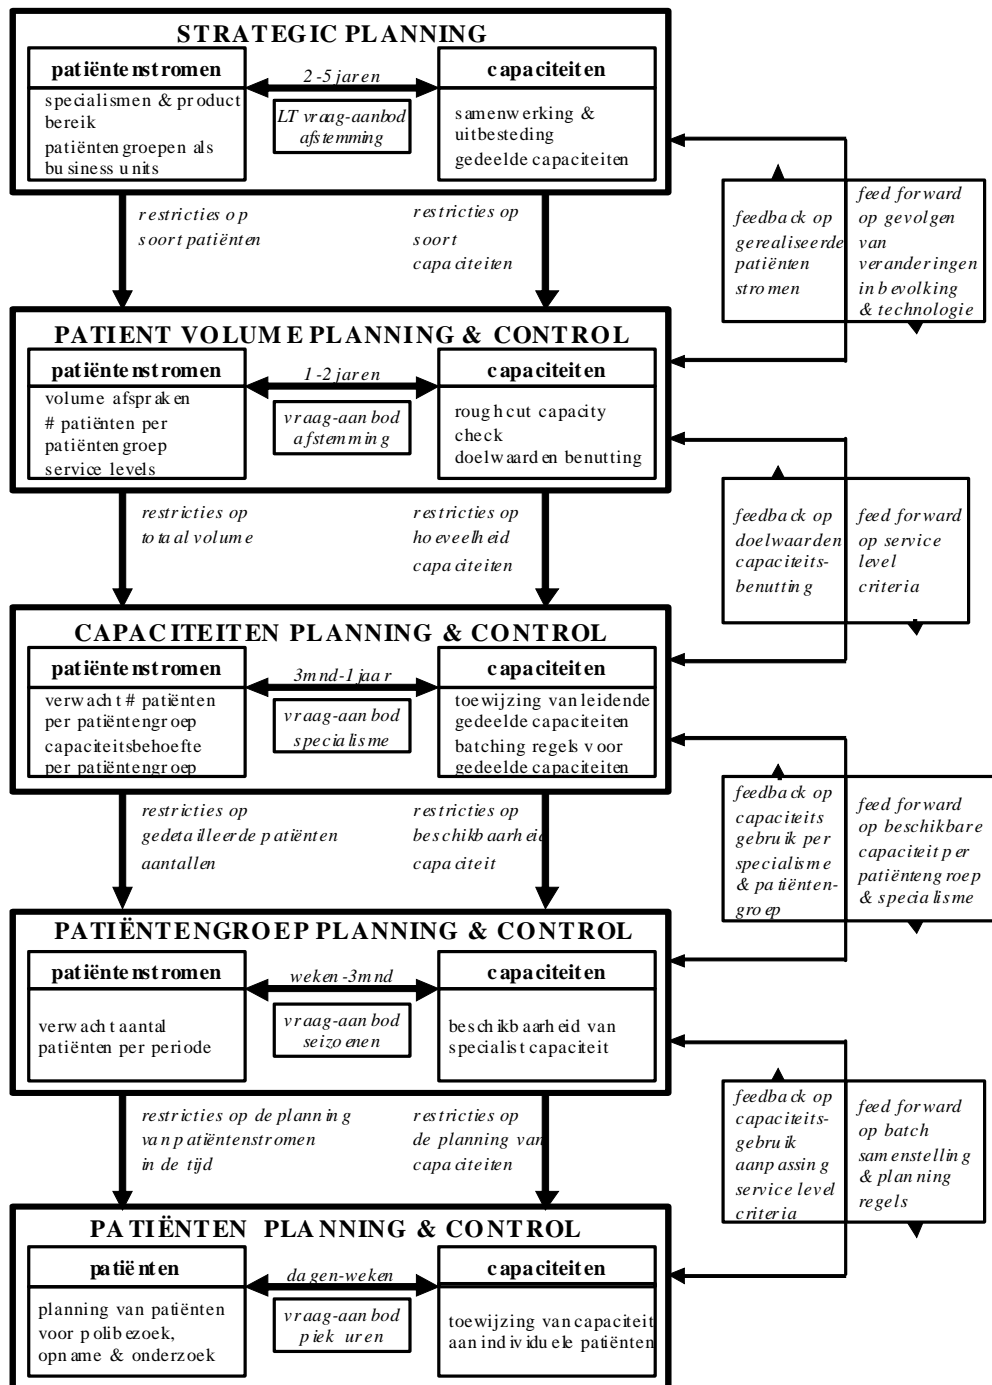 STRATEGIC PLANNING
patiëntenstromen
specialismen & product
bereik
patiëntengroepen als
business units
2-5 jaren
LT vraag-aanbod
afstemming
capaciteiten
samenwerking &
uitbesteding
gedeelde capaciteiten
restricties op
soort patiënten
restricties op
soort
capaciteiten
feedback op
gerealiseerde
patiënten
stromen
feed forward
op gevolgen
van
veranderingen
in bevolking
& technologie
PATIENT VOLUME PLANNING & CONTROL
patiëntenstromen
volume afspraken
# patiënten per
patiëntengroep
service levels
1-2 jaren
vraag-aanbod
afstemming
capaciteiten
rough cut capacity
check
doelwaarden benutting
restricties op
totaal volume
restricties op
hoeveelheid
capaciteiten
feedback op
doelwaarden
capaciteits-
benutting
feed forward
op service
level
criteria
CAPACITEITEN PLANNING & CONTROL
patiëntenstromen
verwacht # patiënten
per patiëntengroep
capaciteitsbehoefte
per patiëntengroep
3mnd-1jaar
vraag-aanbod
specialisme
capaciteiten
toewijzing van leidende
gedeelde capaciteiten
batching regels voor
gedeelde capaciteiten
restricties op
gedetailleerde patiënten
aantallen
restricties op
beschikbaarheid
capaciteit
feedback op
capaciteits
gebruik per
specialisme
& patiënten-
groep
feed forward
op beschikbare
capaciteit per
patiëntengroep
& specialisme
PATIËNTENGROEP PLANNING & CONTROL
patiëntenstromen
verwacht aantal
patiënten per periode
weken-3mnd
vraag-aanbod
seizoenen
capaciteiten
beschikbaarheid van
specialist capaciteit
restricties op de planning
van patiëntenstromen
in de tijd
restricties op
de planning van
capaciteiten
feedback op
capaciteits-
gebruik
aanpassing
service level
criteria
feed forward
op batch
samenstelling
& planning
regels
PATIËNTEN PLANNING & CONTROL
patiënten
planning van patiënten
voor polibezoek,
opname & onderzoek
dagen-weken
vraag-aanbod
piek uren
capaciteiten
toewijzing van capaciteit
aan individuele patiënten